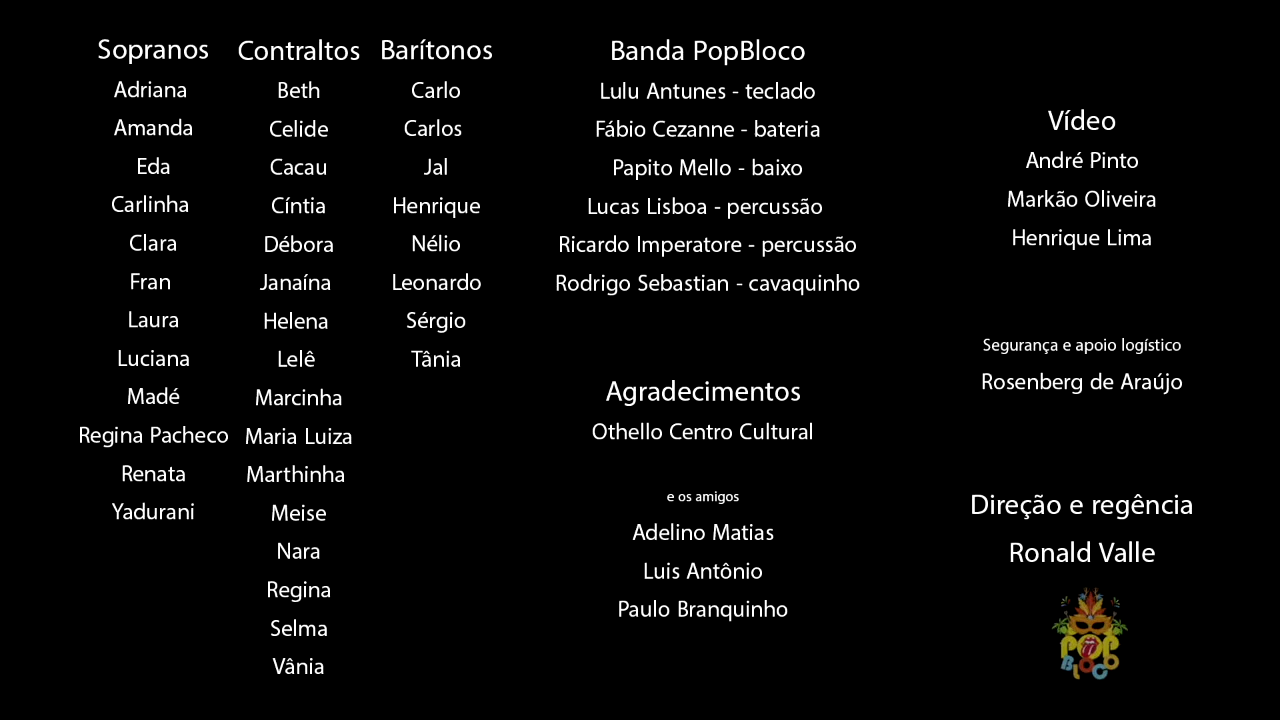 Sopranos
Adriana
Amanda
Eda
Carlinha
Clara
Fran
Laura
Luciana
Madé
Regina Pacheco
Renata
Yadurani
Contraltos
Beth
Celide
Cacau
Cíntia
Débora
Janaína
Helena
Lelê
Marcinha
Maria Luiza
Marthinha
Meise
Nara
Regina
Selma
Vânia
Barítonos
Carlo
Carlos
Jal
Henrique
Nélio
Leonardo
Sérgio
Tânia
Banda PopBloco
Lulu Antunes - teclado
Fábio Cezanne - bateria
Papito Mello - baixo
Lucas Lisboa - percussão
Ricardo Imperatore - percussão
Rodrigo Sebastian - cavaquinho
Agradecimentos
Othello Centro Cultural
e os amigos
Adelino Matias
Luis Antônio
Paulo Branquinho
Vídeo
André Pinto
Markão Oliveira
Henrique Lima
Segurança e apoio logístico
Rosenberg de Araújo
Direção e regência
Ronald Valle
POP
BLOCO